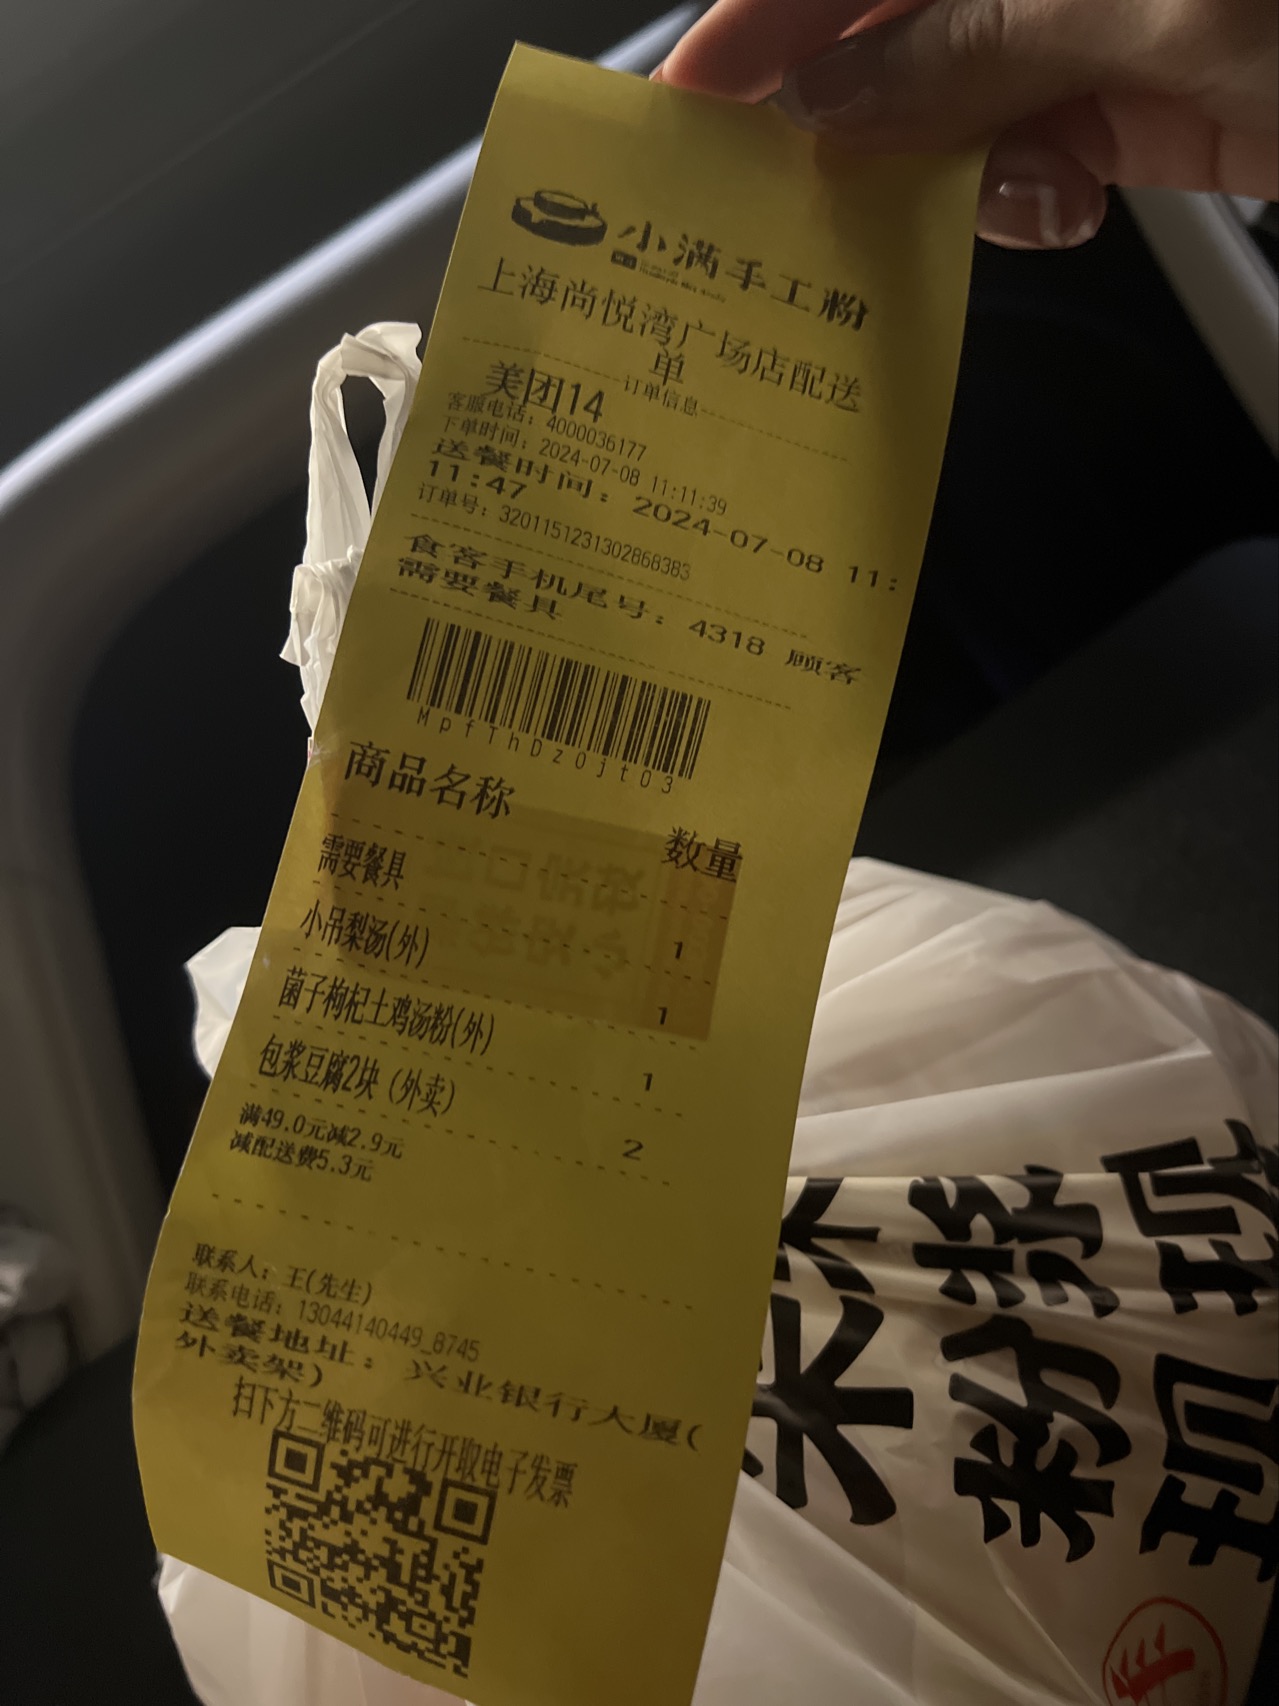 小满手工粉
上海尚悦湾广场店配送
单
订单信息
美团14
客服电话: 4000036177
下单时间: 2024-07-08 11:11:39
送餐时间: 2024-07-08 11:
11:47
订单号: 3201151231302868383
食客手机尾号: 4318 顾客
需要餐具
MpfThDzOjt03
商品名称 数量
需要餐具 1
小吊梨汤(外) 1
菌子枸杞土鸡汤粉(外) 1
包浆豆腐2块 (外卖) 2
满49.0元减2.9元
减配送费5.3元
联系人: 王(先生)
联系电话: 13044140449_8745
送餐地址: 兴业银行大厦(
外卖架)
扫下方二维码可进行开取电子发票
现浆
现粉